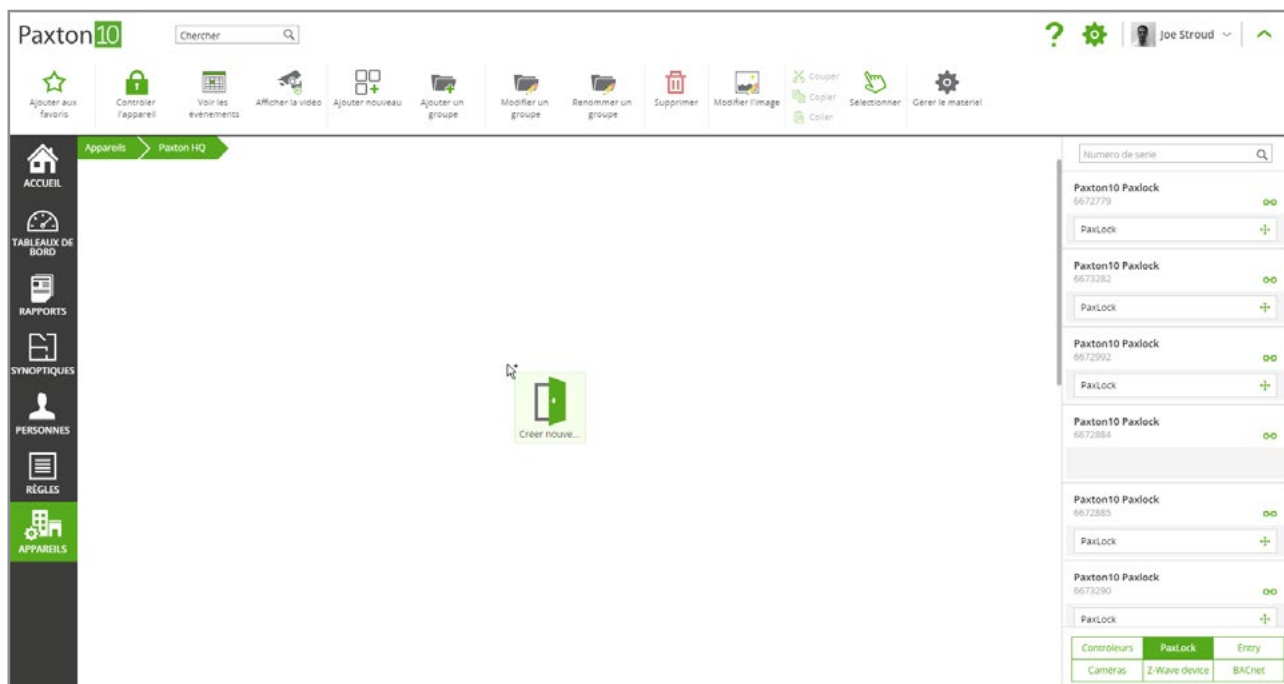 Paxton10
Chercher
Joe Stroud
Ajouter aux favoris
Contrôler l'appareil
Voir les évènements
Afficher la vidéo
Ajouter nouveau
Ajouter un groupe
Modifier un groupe
Renommer un groupe
Supprimer
Modifier l'image
Couper
Copier
Coller
Selectionner
Gérer le matériel
Appareils
Paxton HQ
ACCUEIL
TABLEAUX DE BORD
RAPPORTS
SYNOPTIQUES
PERSONNES
RÈGLES
APPAREILS
Créer nouve...
Numero de serie
Paxton10 Paxlock
6672779
PaxLock
Paxton10 Paxlock
6673282
PaxLock
Paxton10 Paxlock
6672992
PaxLock
Paxton10 Paxlock
6672884
Paxton10 Paxlock
6672885
PaxLock
Paxton10 Paxlock
6673290
PaxLock
Contrôleurs
PaxLock
Entry
Caméras
Z-Wave device
BACnet